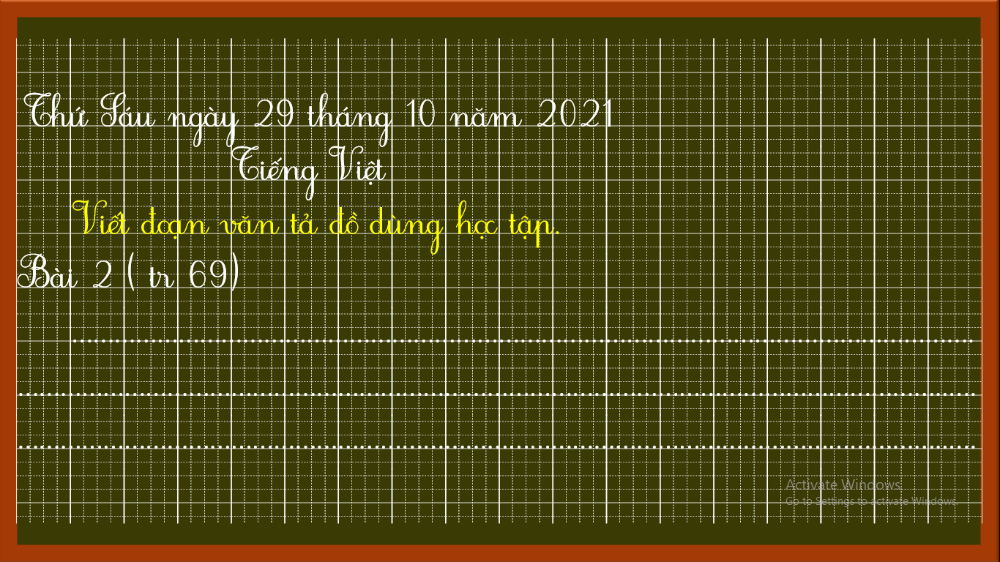 Thứ Sáu ngày 29 tháng 10 năm 2021
Tiếng Việt
Viết đoạn văn tả đồ dùng học tập.
Bài 2 ( tr 69)
Activate Windows
Go to Settings to activate Windows.